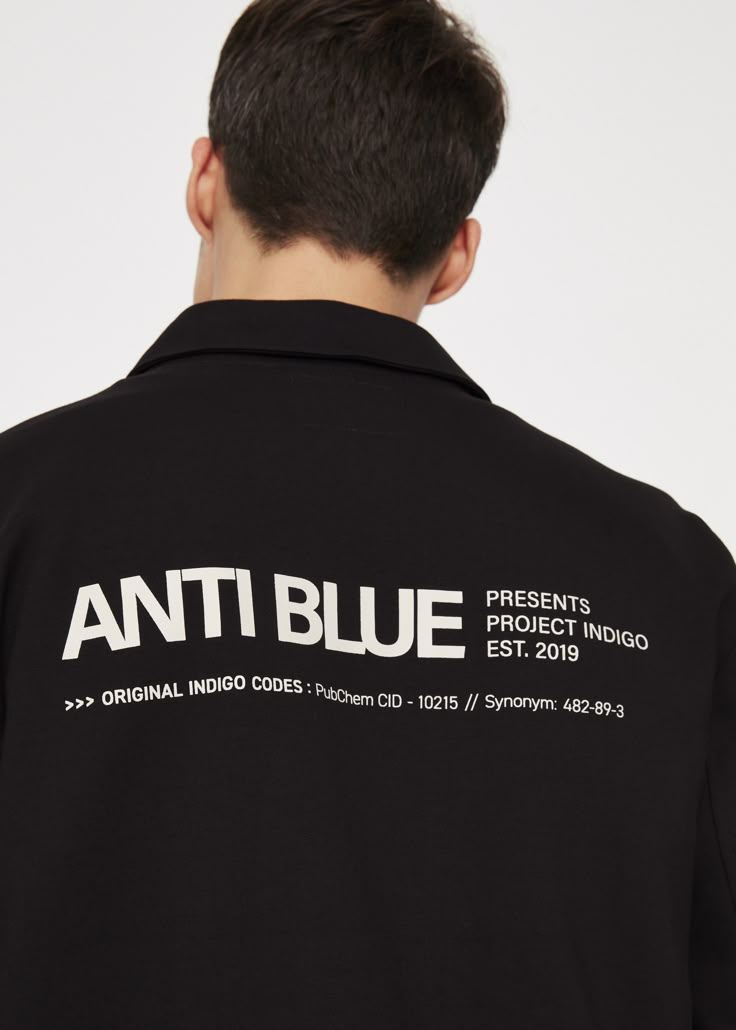 ANTI BLUE
PRESENTS
PROJECT INDIGO
EST. 2019
>>> ORIGINAL INDIGO CODES : PubChem CID - 10215 // Synonym: 482-89-3